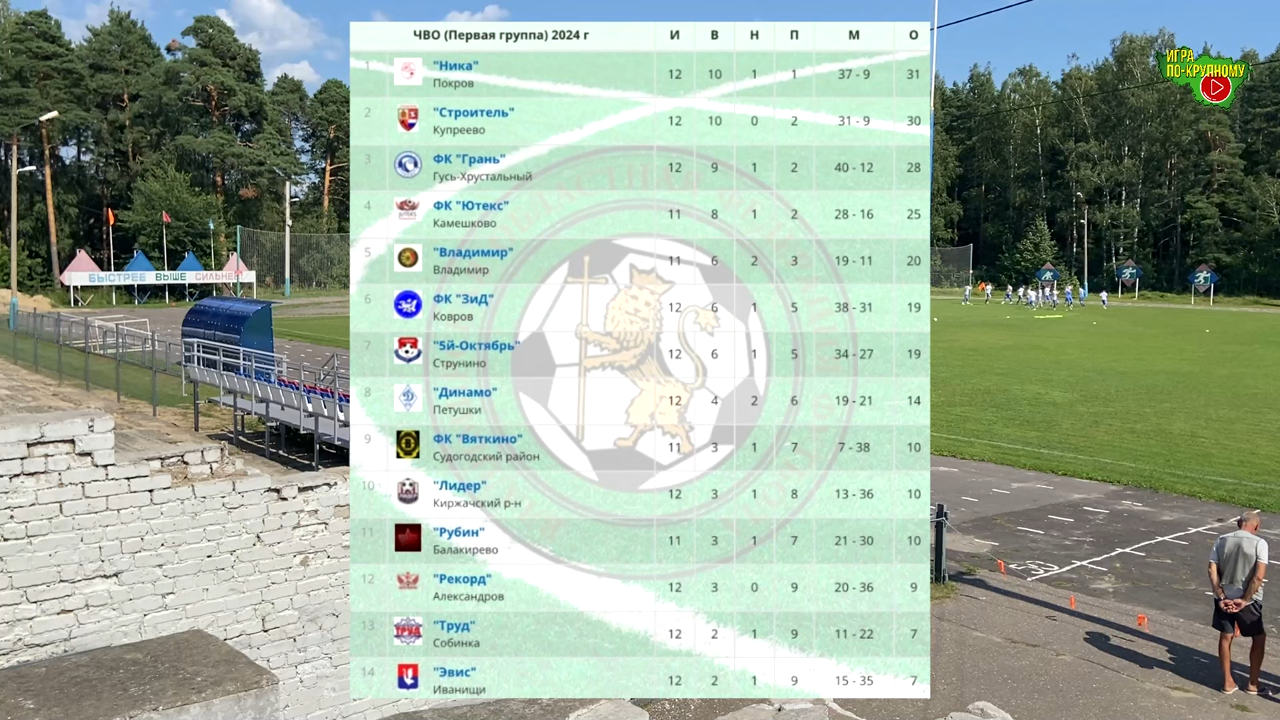 ИГРА
ПО-КРУПНОМУ
ЧВО (Первая группа) 2024 г И В Н П М О
1 "Ника" Покров 12 10 1 1 37 - 9 31
2 "Строитель" Купреево 12 10 0 2 31 - 9 30
3 ФК "Грань" Гусь-Хрустальный 12 9 1 2 40 - 12 28
4 ФК "Ютекс" Камешково 11 8 1 2 28 - 16 25
5 "Владимир" Владимир 11 6 2 3 19 - 11 20
6 ФК "ЗиД" Ковров 12 6 1 5 38 - 31 19
7 "5й-Октябрь" Струнино 12 6 1 5 34 - 27 19
8 "Динамо" Петушки 12 4 2 6 19 - 21 14
9 ФК "Вяткино" Судогодский район 11 3 1 7 7 - 38 10
10 "Лидер" Киржачский р-н 12 3 1 8 13 - 36 10
11 "Рубин" Балакирево 11 3 1 7 21 - 30 10
12 "Рекорд" Александров 12 3 0 9 20 - 36 9
13 ТРУД "Труд" Собинка 12 2 1 9 11 - 22 7
14 "Эвис" Иванищи 12 2 1 9 15 - 35 7
БЫСТРЕЕ ВЫШЕ СИЛЬНЕЕ